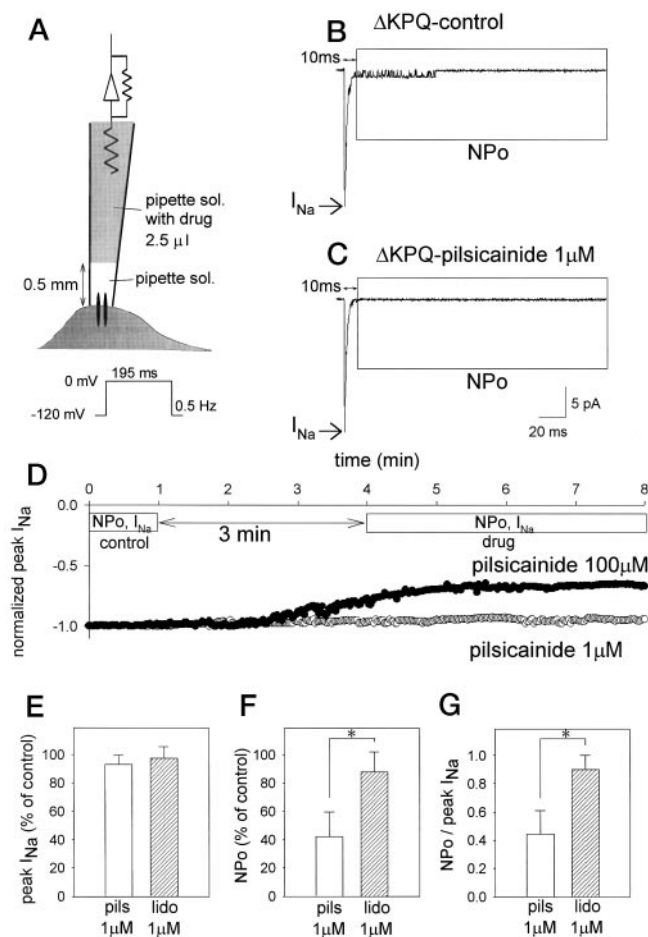 A
pipette sol.
with drug
2.5 μl
0.5 mm
pipette sol.
0 mV
195 ms
-120 mV
0.5 Hz
B
ΔKPQ-control
10ms
NPo
INa
C
ΔKPQ-pilsicainide 1μM
10ms
NPo
INa
5 pA
20 ms
D
time (min)
0 1 2 3 4 5 6 7 8
normalized peak INa
0.0
-0.5
-1.0
NPo, INa
control
3 min
NPo, INa
drug
pilsicainide 100μM
pilsicainide 1μM
E
peak INa (% of control)
100
80
60
40
20
0
pils
1μM
lido
1μM
F
NPo (% of control)
100
80
60
40
20
0
*
pils
1μM
lido
1μM
G
NPo / peak INa
1.0
0.8
0.6
0.4
0.2
0.0
*
pils
1μM
lido
1μM